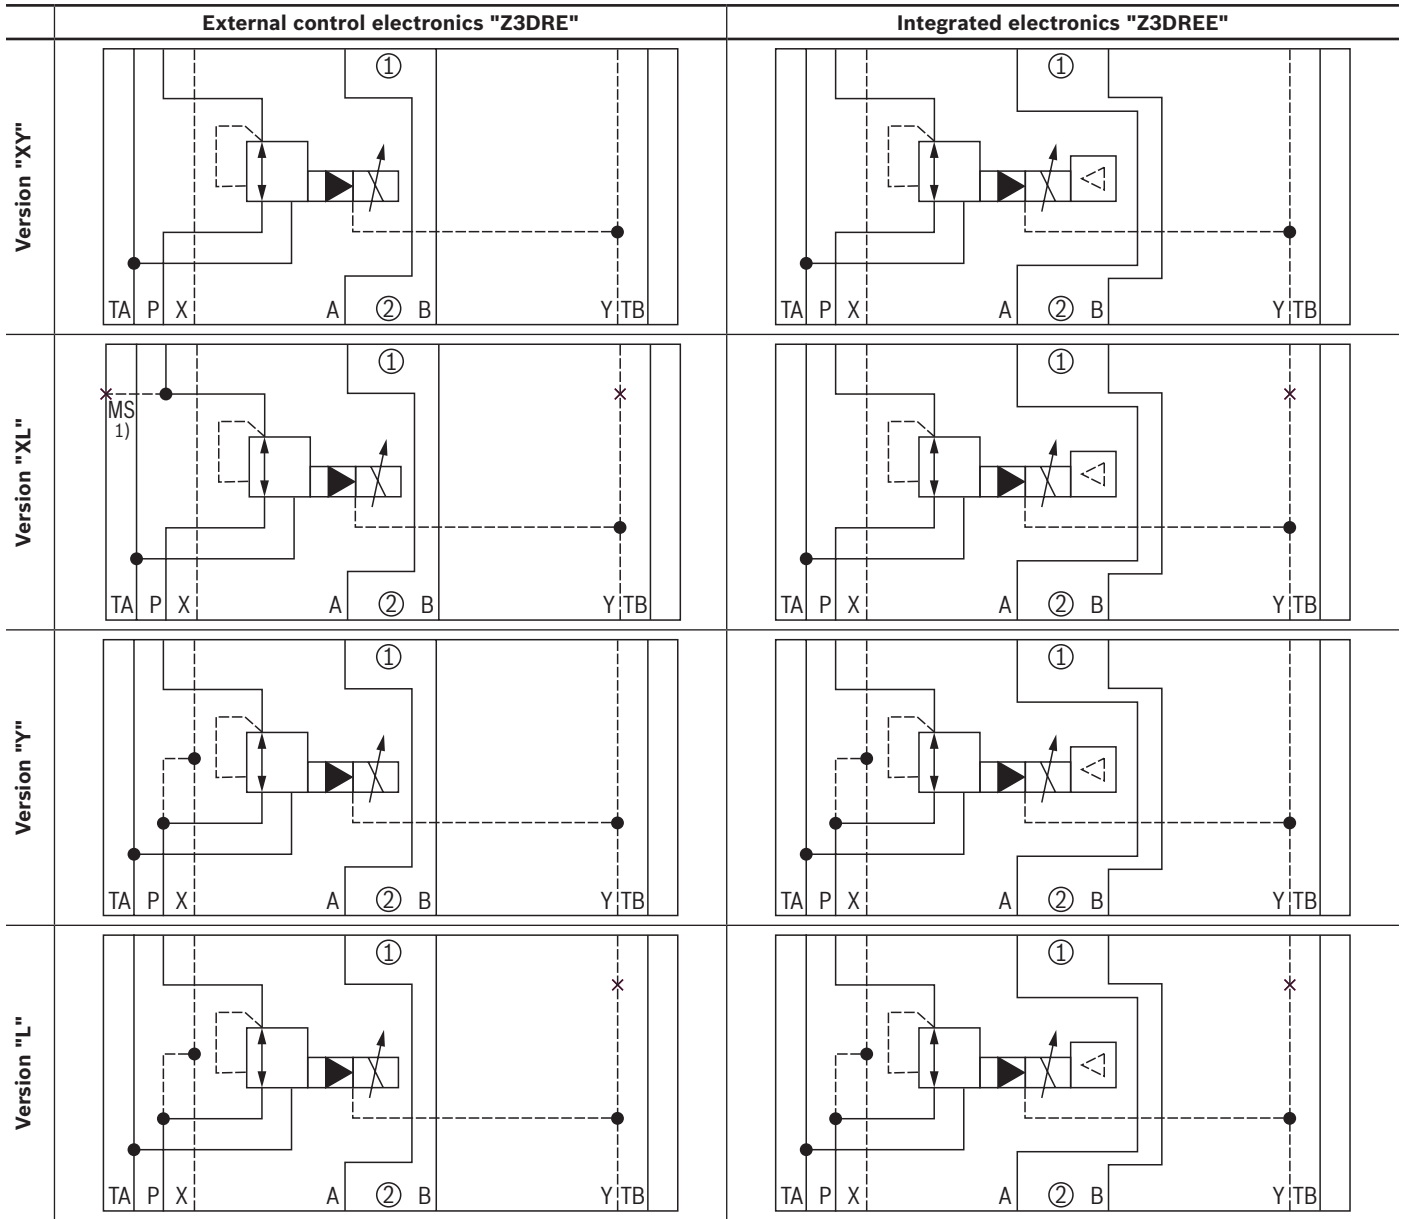 External control electronics "Z3DRE"
Integrated electronics "Z3DREE"
Version "XY"
①
TA P X A ② B Y TB
①
TA P X A ② B Y TB
Version "XL"
①
MS
1)
TA P X A ② B Y TB
①
TA P X A ② B Y TB
Version "Y"
①
TA P X A ② B Y TB
①
TA P X A ② B Y TB
Version "L"
①
TA P X A ② B Y TB
①
TA P X A ② B Y TB